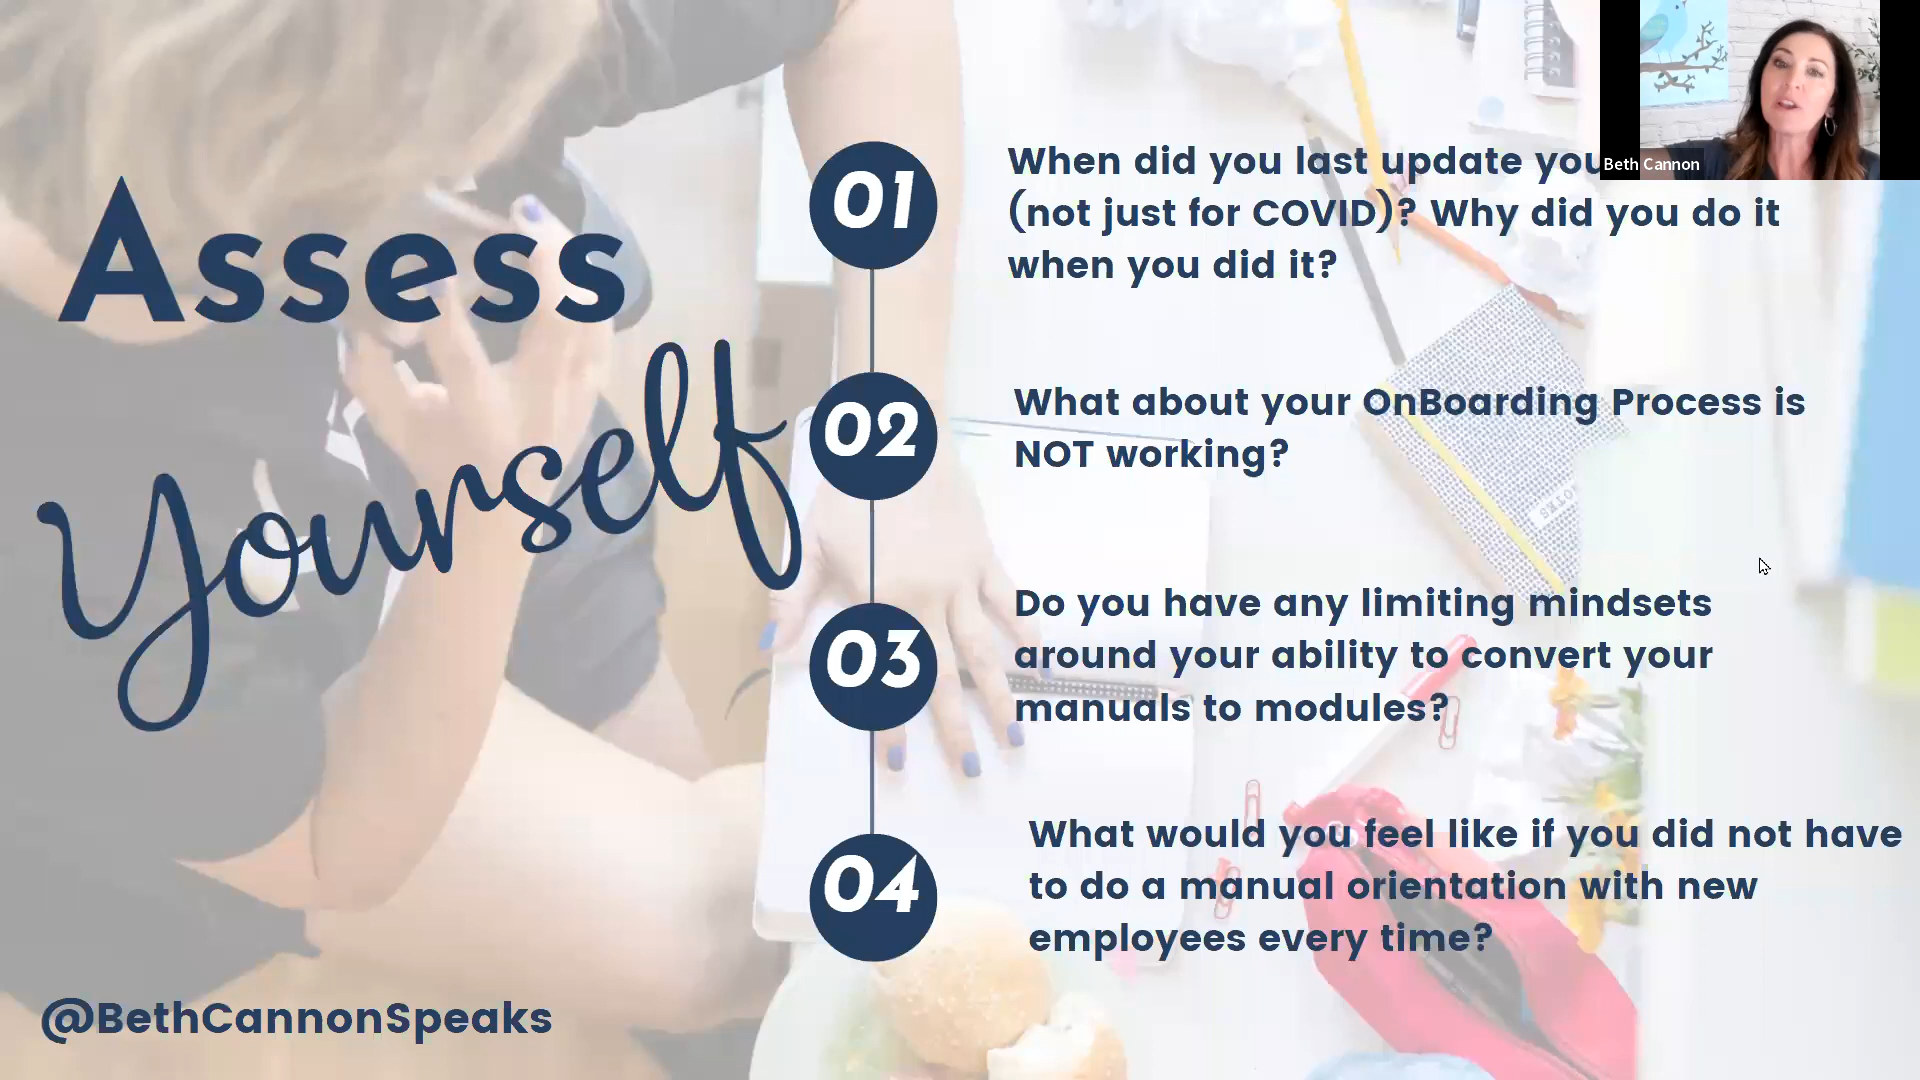 Assess
Yourself
01
When did you last update you
(not just for COVID)? Why did you do it
when you did it?
02
What about your OnBoarding Process is
NOT working?
03
Do you have any limiting mindsets
around your ability to convert your
manuals to modules?
04
What would you feel like if you did not have
to do a manual orientation with new
employees every time?
@BethCannonSpeaks
Beth Cannon